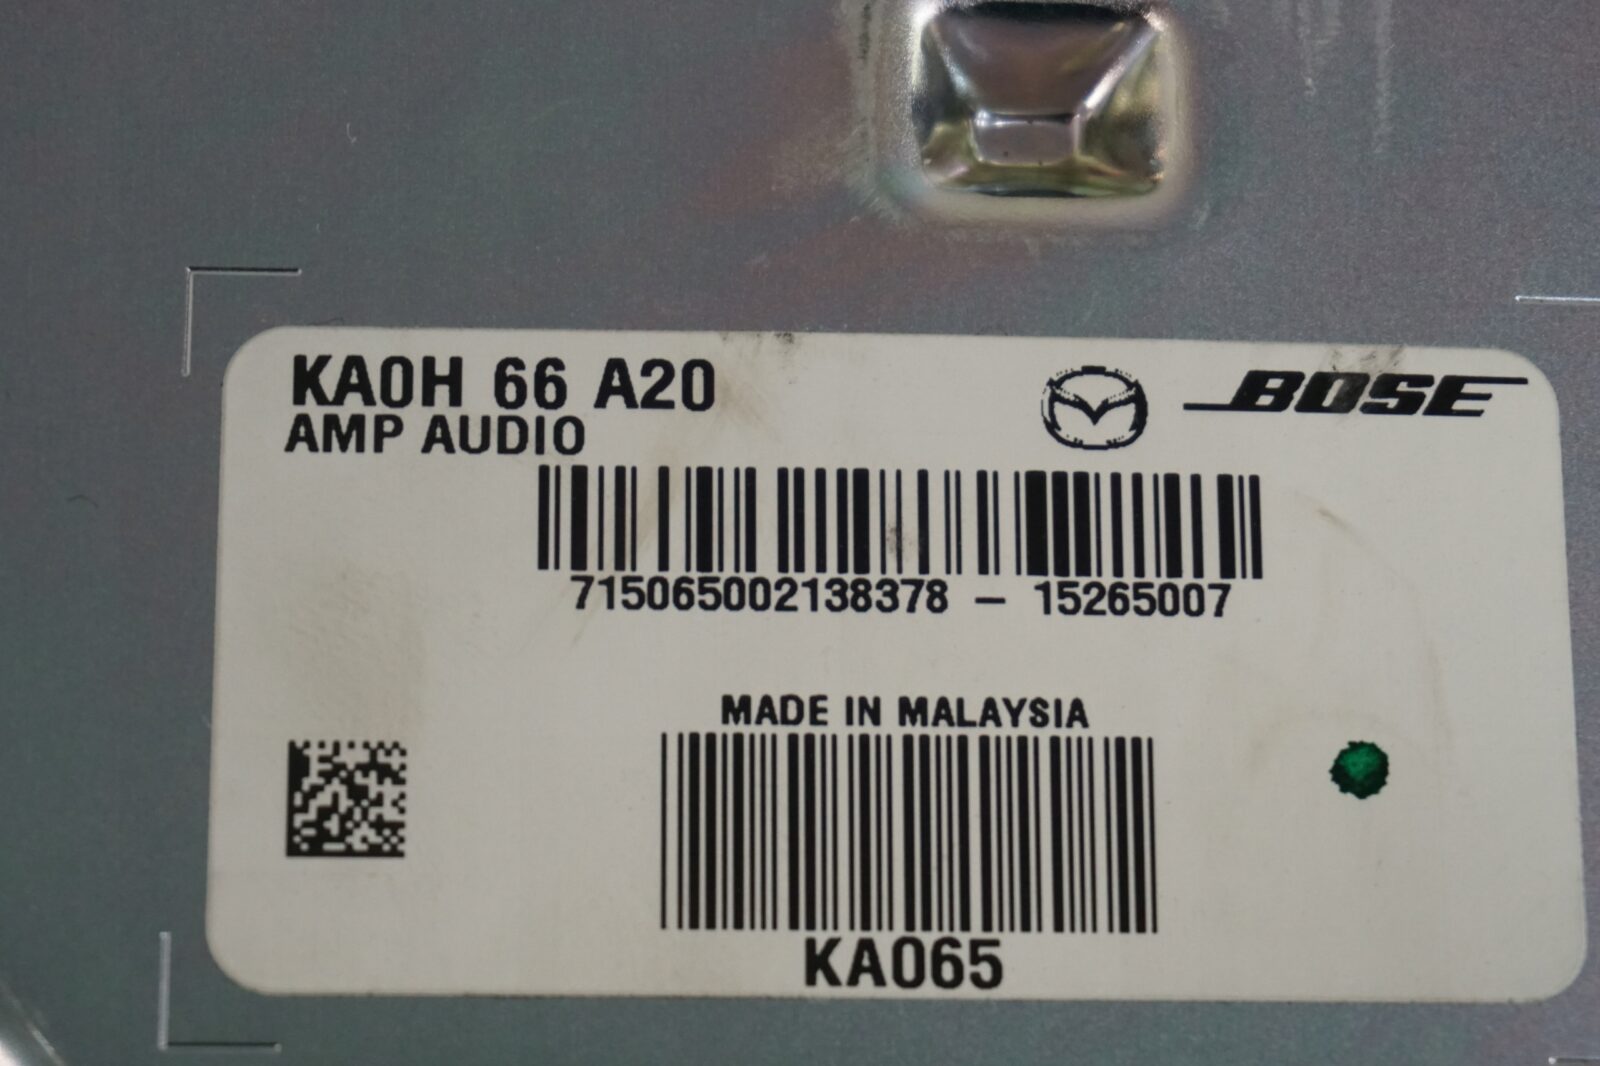 KA0H 66 A20
BOSE
AMP AUDIO
715065002138378 – 15265007
MADE IN MALAYSIA
KA065